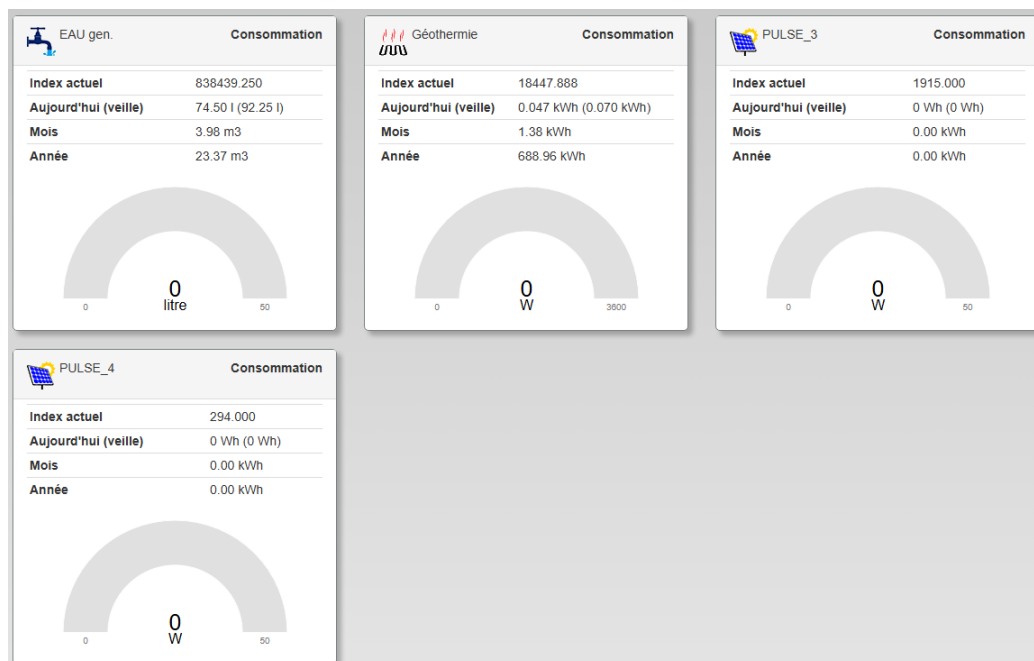 EAU gen. Consommation
Index actuel 838439.250
Aujourd'hui (veille) 74.50 l (92.25 l)
Mois 3.98 m3
Année 23.37 m3
0
litre
0 50
Géothermie Consommation
Index actuel 18447.888
Aujourd'hui (veille) 0.047 kWh (0.070 kWh)
Mois 1.38 kWh
Année 688.96 kWh
0
W
0 3600
PULSE_3 Consommation
Index actuel 1915.000
Aujourd'hui (veille) 0 Wh (0 Wh)
Mois 0.00 kWh
Année 0.00 kWh
0
W
0 50
PULSE_4 Consommation
Index actuel 294.000
Aujourd'hui (veille) 0 Wh (0 Wh)
Mois 0.00 kWh
Année 0.00 kWh
0
W
0 50